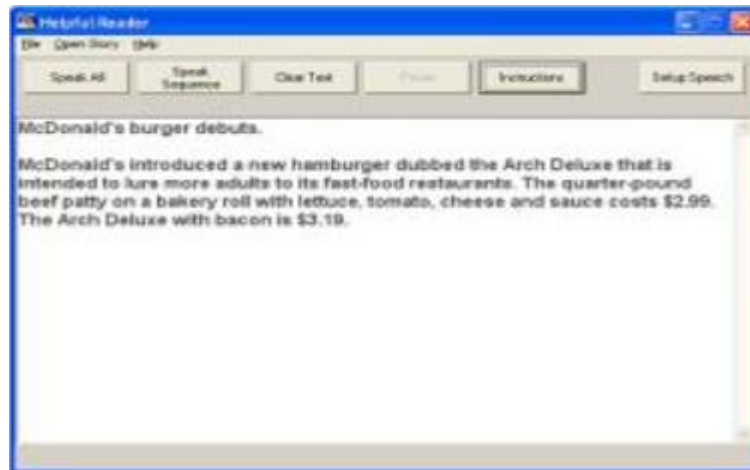 Helpful Reader
File Open Story Help
Speak All
Speak
Sequence
Clear Text
Pause
Instructions
Setup Speech
McDonald's burger debuts.
McDonald's introduced a new hamburger dubbed the Arch Deluxe that is
intended to lure more adults to its fast-food restaurants. The quarter-pound
beef patty on a bakery roll with lettuce, tomato, cheese and sauce costs $2.99.
The Arch Deluxe with bacon is $3.19.